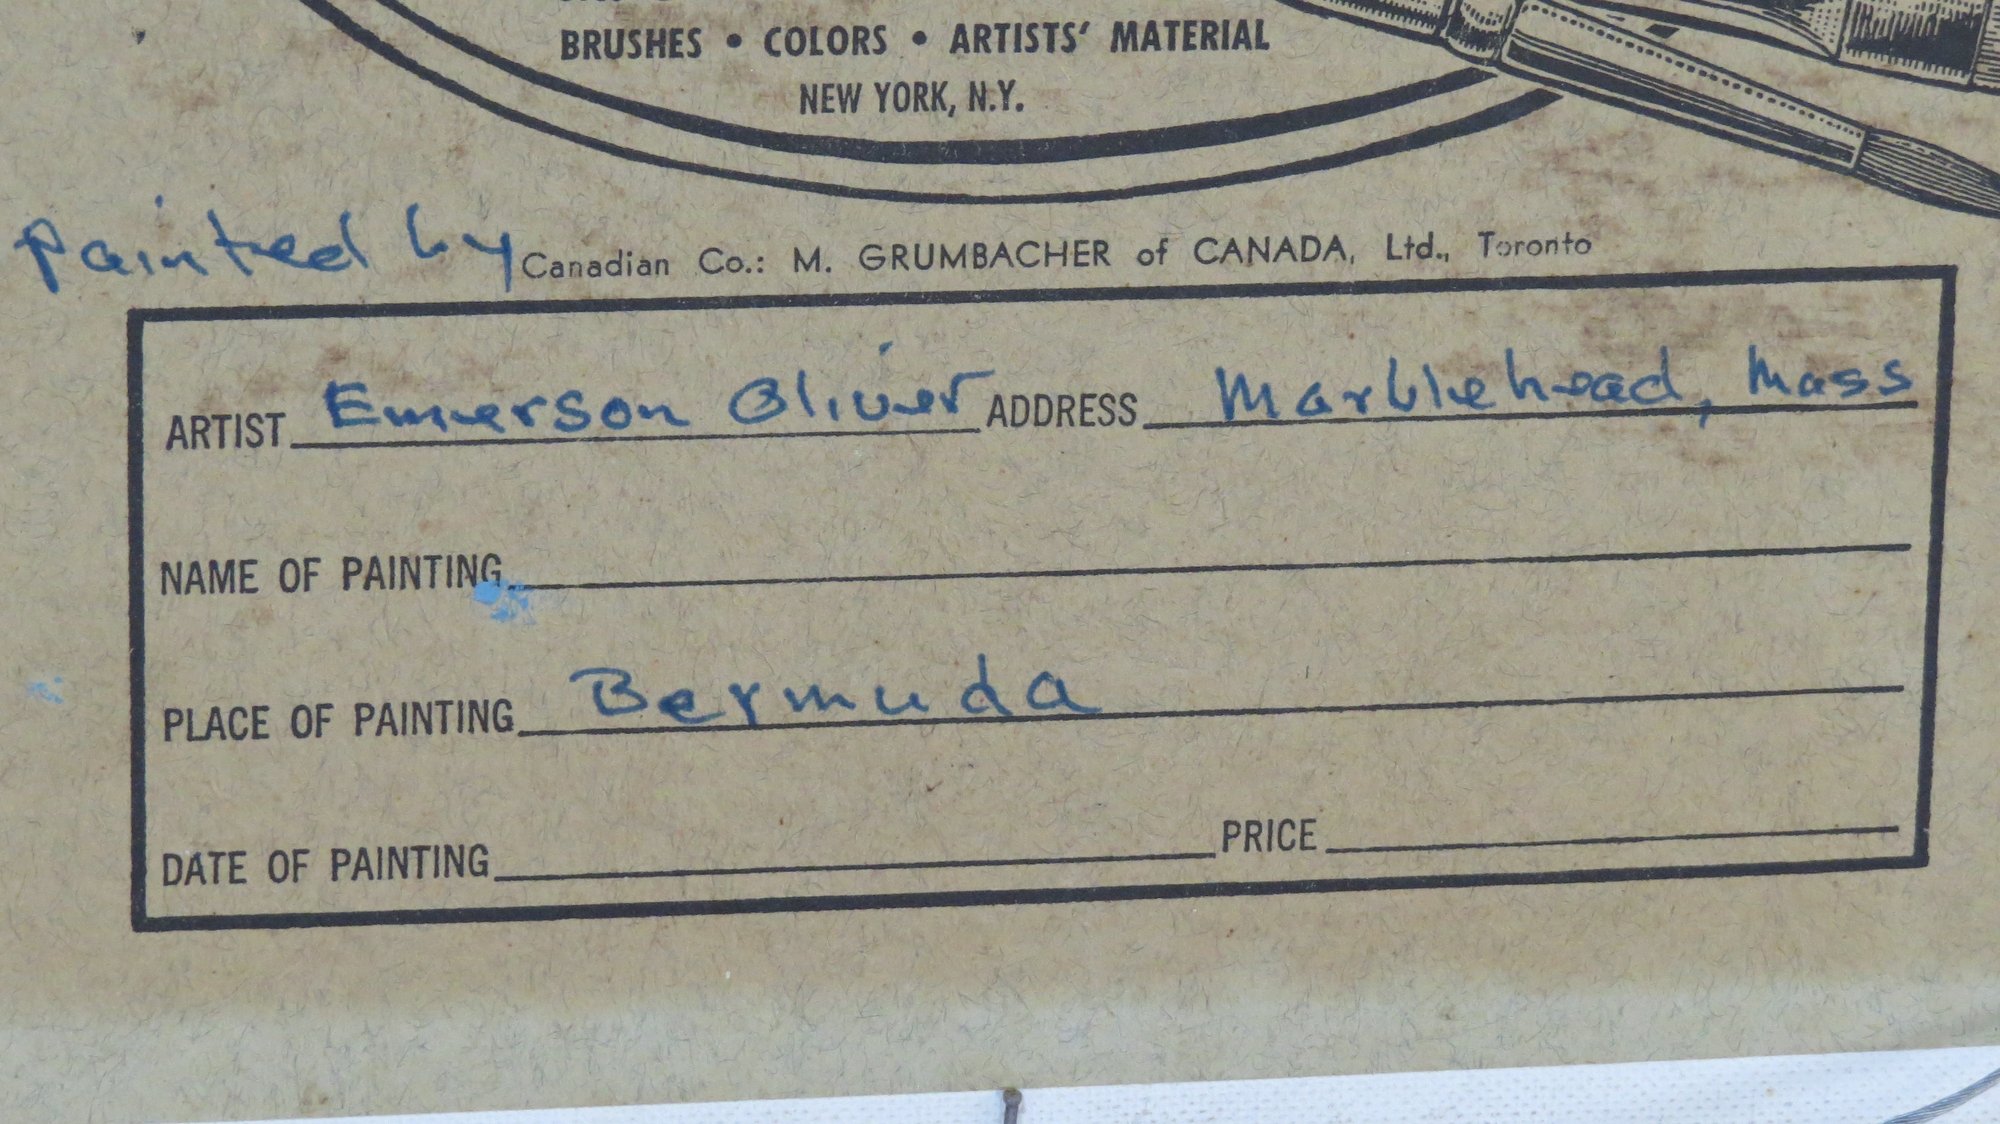 BRUSHES • COLORS • ARTISTS' MATERIAL
NEW YORK, N.Y.
Painted by
Canadian Co.: M. GRUMBACHER of CANADA, Ltd., Toronto
ARTIST Emerson Oliver ADDRESS Marblehead, Mass
NAME OF PAINTING
PLACE OF PAINTING Bermuda
DATE OF PAINTING PRICE